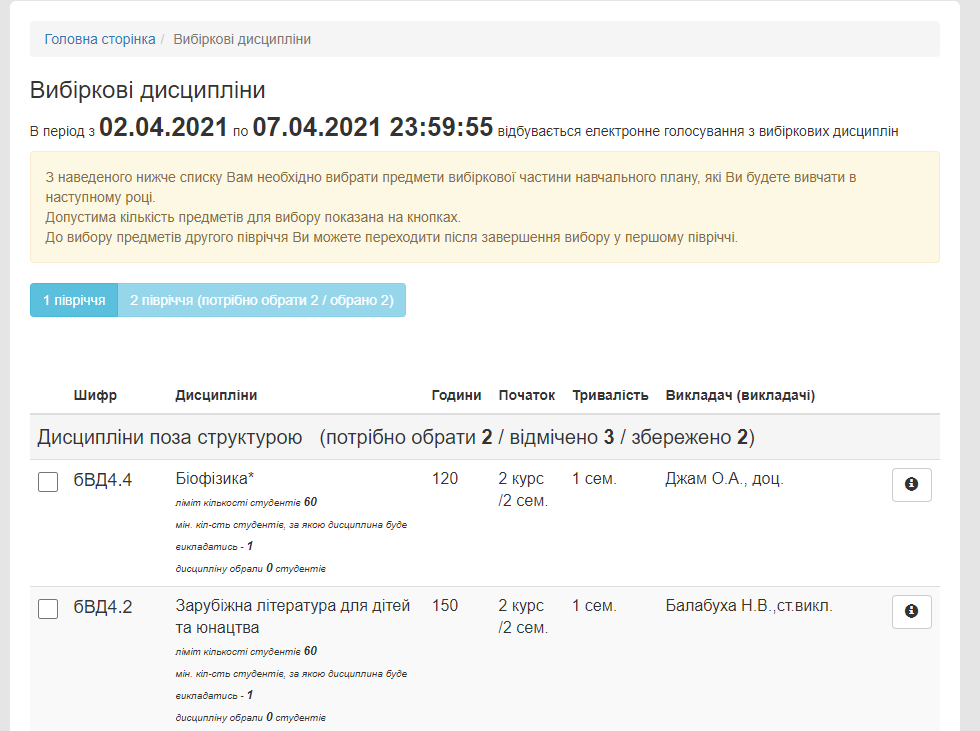 Головна сторінка / Вибіркові дисципліни
Вибіркові дисципліни
В період з 02.04.2021 по 07.04.2021 23:59:55 відбувається електронне голосування з вибіркових дисциплін
З наведеного нижче списку Вам необхідно вибрати предмети вибіркової частини навчального плану, які Ви будете вивчати в
наступному році.
Допустима кількість предметів для вибору показана на кнопках.
До вибору предметів другого півріччя Ви можете переходити після завершення вибору у першому півріччі.
1 півріччя 2 півріччя (потрібно обрати 2 / обрано 2)
Шифр Дисципліни Години Початок Тривалість Викладач (викладачі)
Дисципліни поза структурою (потрібно обрати 2 / відмічено 3 / збережено 2)
бВД4.4 Біофізика* 120 2 курс 1 сем. Джам О.А., доц.
/2 сем.
ліміт кількості студентів 60
мін. кіл-сть студентів, за якою дисципліна буде
викладатись - 1
дисципліну обрали 0 студентів
бВД4.2 Зарубіжна література для дітей 150 2 курс 1 сем. Балабуха Н.В.,ст.викл.
та юнацтва /2 сем.
ліміт кількості студентів 60
мін. кіл-сть студентів, за якою дисципліна буде
викладатись - 1
дисципліну обрали 0 студентів